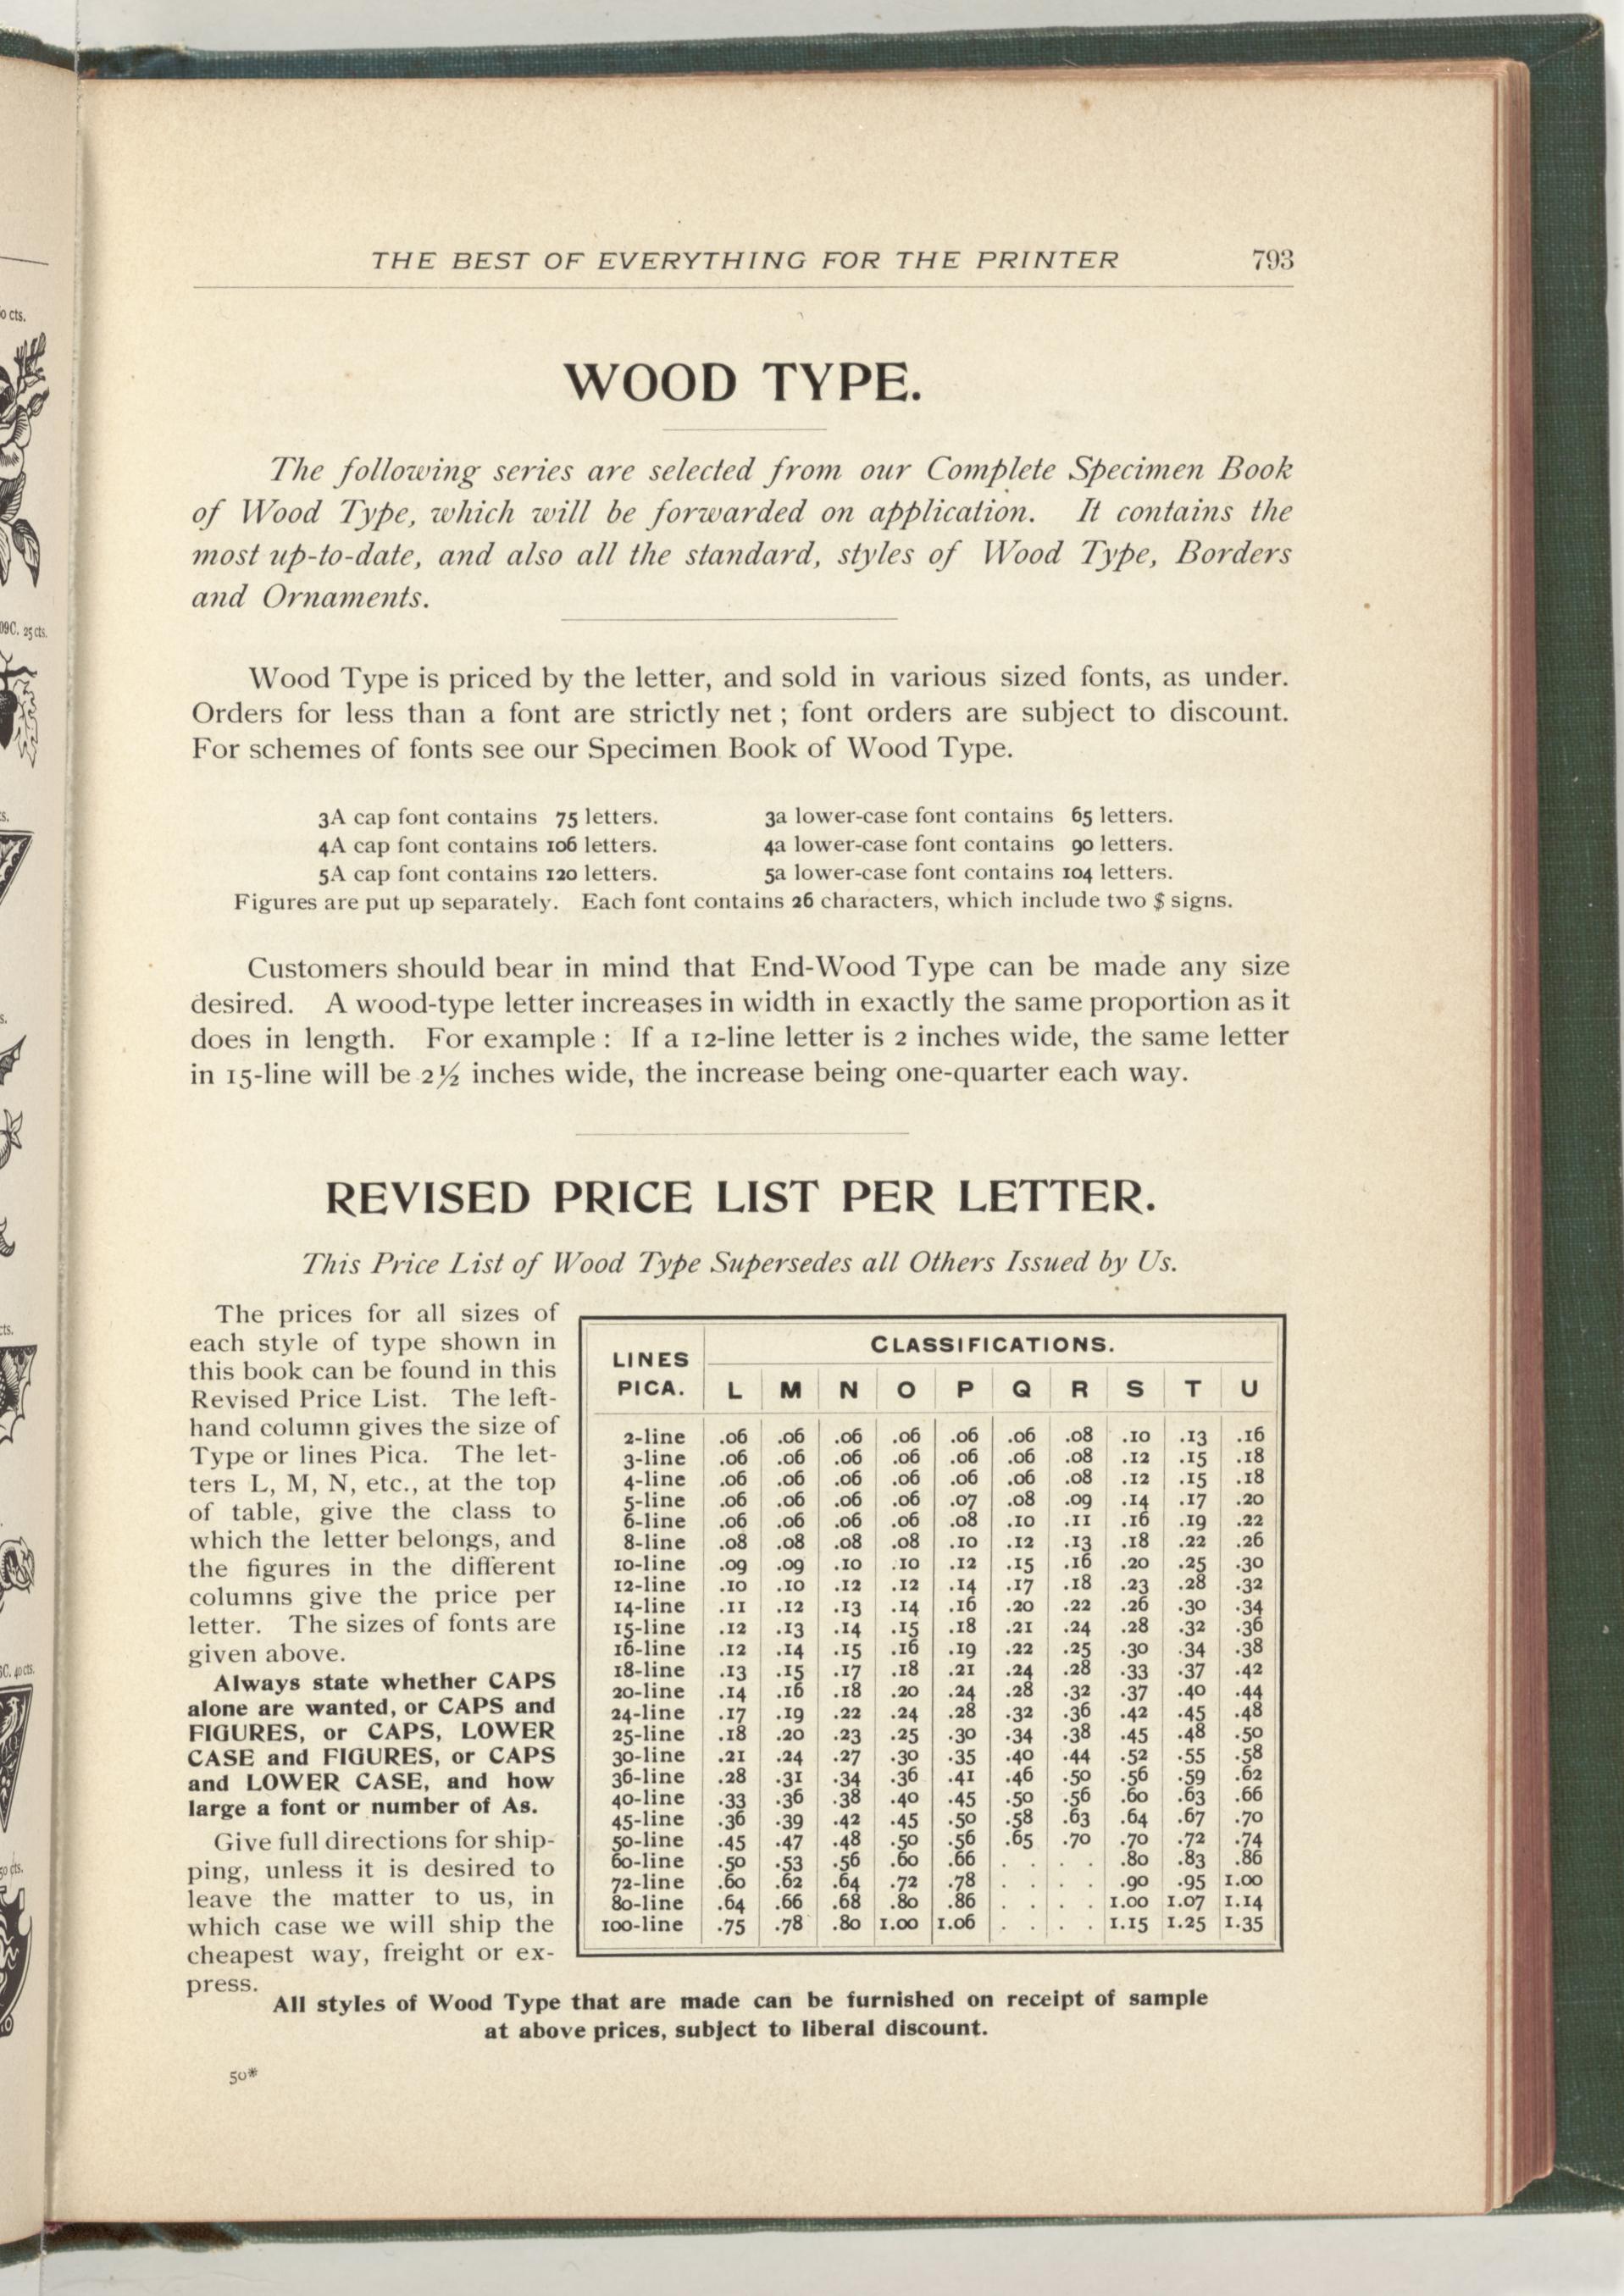 THE BEST OF EVERYTHING FOR THE PRINTER 793
WOOD TYPE.
The following series are selected from our Complete Specimen Book
of Wood Type, which will be forwarded on application. It contains the
most up-to-date, and also all the standard, styles of Wood Type, Borders
and Ornaments.
Wood Type is priced by the letter, and sold in various sized fonts, as under.
Orders for less than a font are strictly net ; font orders are subject to discount.
For schemes of fonts see our Specimen Book of Wood Type.
3A cap font contains 75 letters. 3a lower-case font contains 65 letters.
4A cap font contains 106 letters. 4a lower-case font contains 90 letters.
5A cap font contains 120 letters. 5a lower-case font contains 104 letters.
Figures are put up separately. Each font contains 26 characters, which include two $ signs.
Customers should bear in mind that End-Wood Type can be made any size
desired. A wood-type letter increases in width in exactly the same proportion as it
does in length. For example : If a 12-line letter is 2 inches wide, the same letter
in 15-line will be 2½ inches wide, the increase being one-quarter each way.
REVISED PRICE LIST PER LETTER.
This Price List of Wood Type Supersedes all Others Issued by Us.
The prices for all sizes of
each style of type shown in
this book can be found in this
Revised Price List. The left-
hand column gives the size of
Type or lines Pica. The let-
ters L, M, N, etc., at the top
of table, give the class to
which the letter belongs, and
the figures in the different
columns give the price per
letter. The sizes of fonts are
given above.
Always state whether CAPS
alone are wanted, or CAPS and
FIGURES, or CAPS, LOWER
CASE and FIGURES, or CAPS
and LOWER CASE, and how
large a font or number of As.
Give full directions for ship-
ping, unless it is desired to
leave the matter to us, in
which case we will ship the
cheapest way, freight or ex-
press.
LINES PICA. CLASSIFICATIONS.
L M N O P Q R S T U
2-line .06 .06 .06 .06 .06 .06 .08 .10 .13 .16
3-line .06 .06 .06 .06 .06 .06 .08 .12 .15 .18
4-line .06 .06 .06 .06 .06 .06 .08 .12 .15 .18
5-line .06 .06 .06 .06 .07 .08 .09 .14 .17 .20
6-line .06 .06 .06 .06 .08 .10 .11 .16 .19 .22
8-line .08 .08 .08 .08 .10 .12 .13 .18 .22 .26
10-line .09 .09 .10 .10 .12 .15 .16 .20 .25 .30
12-line .10 .10 .12 .12 .14 .17 .18 .23 .28 .32
14-line .11 .12 .13 .14 .16 .20 .22 .26 .30 .34
15-line .12 .13 .14 .15 .18 .21 .24 .28 .32 .36
16-line .12 .14 .15 .16 .19 .22 .25 .30 .34 .38
18-line .13 .15 .17 .18 .21 .24 .28 .33 .37 .42
20-line .14 .16 .18 .20 .24 .28 .32 .37 .40 .44
24-line .17 .19 .22 .24 .28 .32 .36 .42 .45 .48
25-line .18 .20 .23 .25 .30 .34 .38 .45 .48 .50
30-line .21 .24 .27 .30 .35 .40 .44 .52 .55 .58
36-line .28 .31 .34 .36 .41 .46 .50 .56 .59 .62
40-line .33 .36 .38 .40 .45 .50 .56 .60 .63 .66
45-line .36 .39 .42 .45 .50 .58 .63 .64 .67 .70
50-line .45 .47 .48 .50 .56 .65 .70 .70 .72 .74
60-line .50 .53 .56 .60 .66 . . . . .80 .83 .86
72-line .60 .62 .64 .72 .78 . . . . .90 .95 1.00
80-line .64 .66 .68 .80 .86 . . . . 1.00 1.07 1.14
100-line .75 .78 .80 1.00 1.06 . . . . 1.15 1.25 1.35
All styles of Wood Type that are made can be furnished on receipt of sample
at above prices, subject to liberal discount.
50*